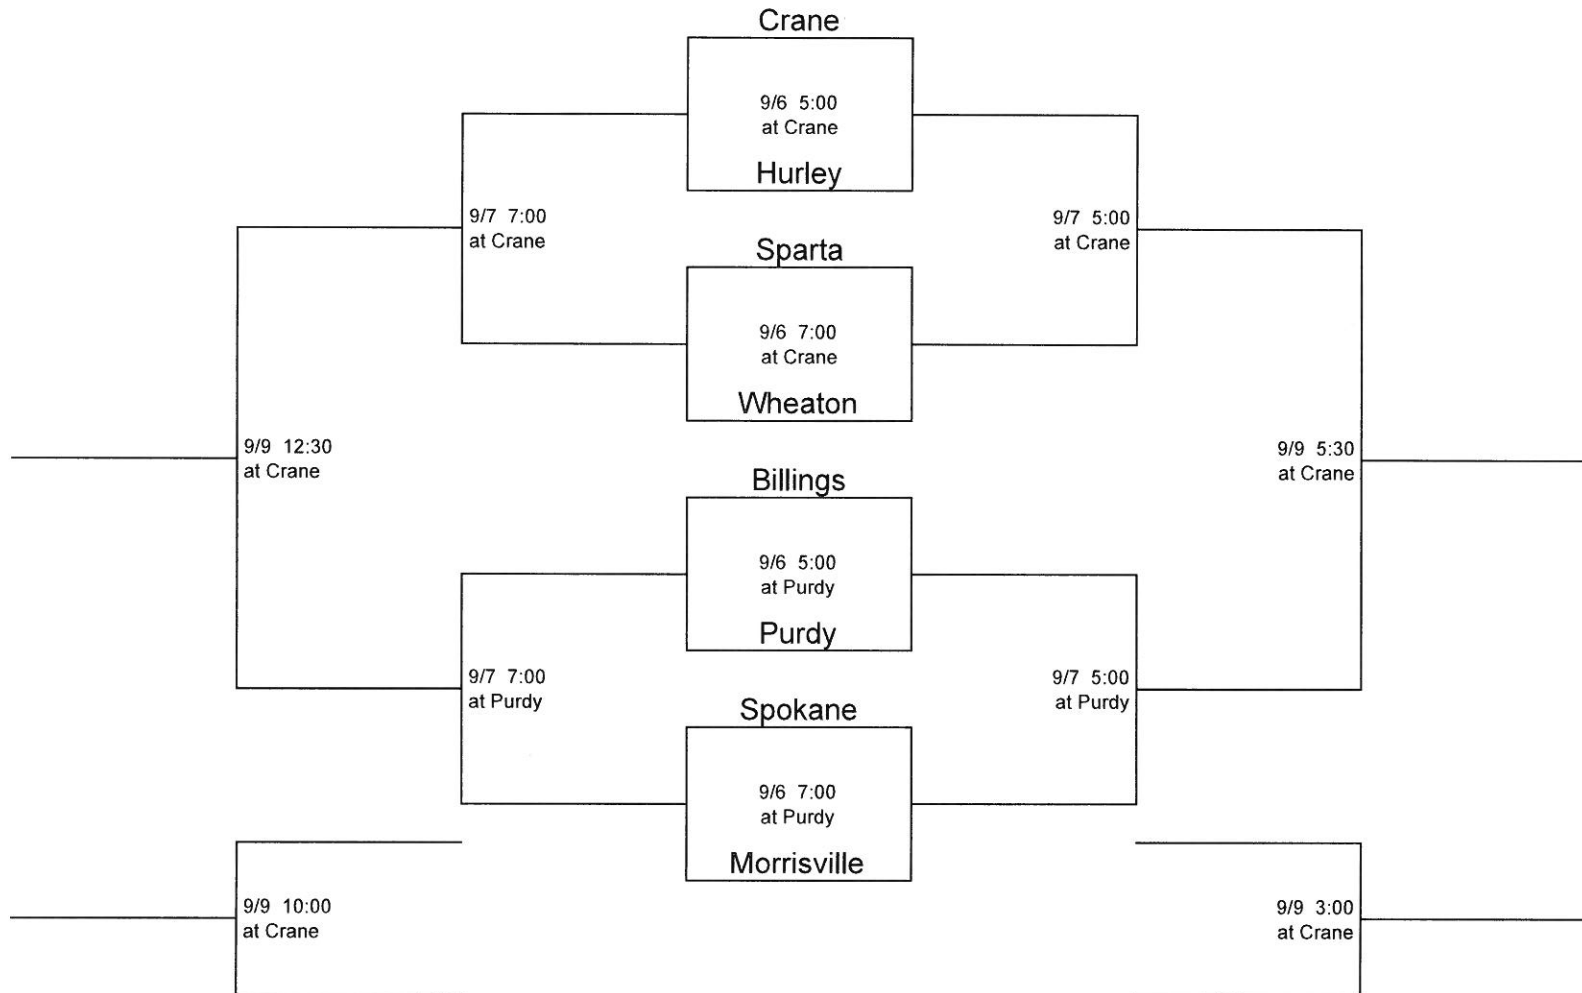 Crane
9/6 5:00
at Crane
Hurley
9/7 7:00
at Crane
9/7 5:00
at Crane
Sparta
9/6 7:00
at Crane
Wheaton
9/9 12:30
at Crane
9/9 5:30
at Crane
Billings
9/6 5:00
at Purdy
Purdy
9/7 7:00
at Purdy
9/7 5:00
at Purdy
Spokane
9/6 7:00
at Purdy
Morrisville
9/9 10:00
at Crane
9/9 3:00
at Crane